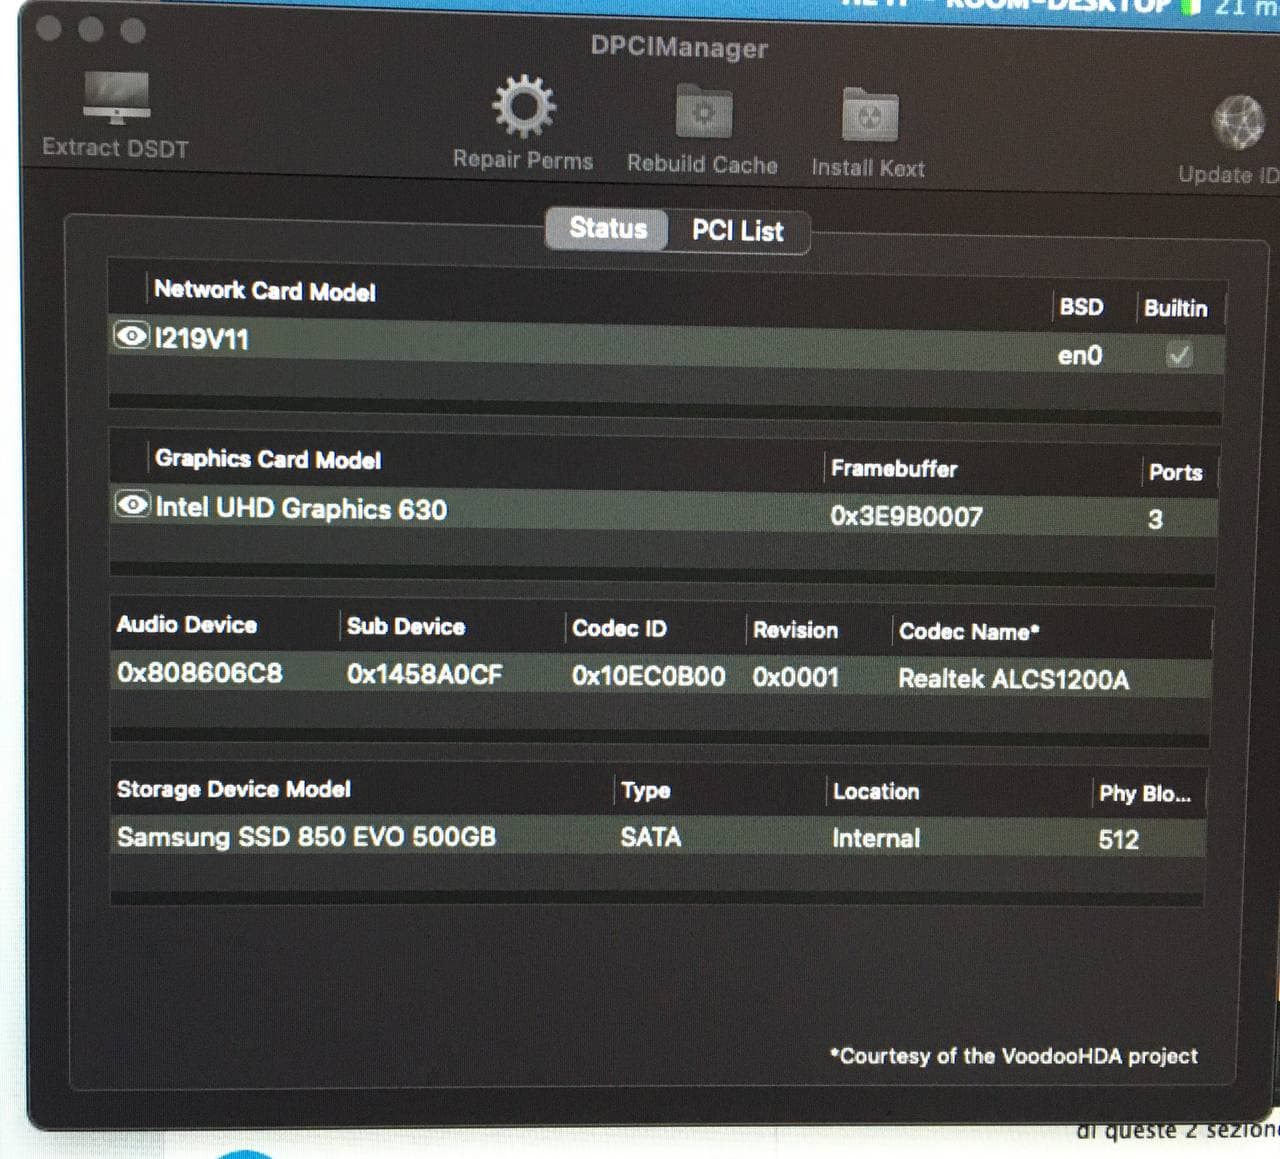 ROOM-DESKTOP 21 m
DPCIManager
Extract DSDT
Repair Perms
Rebuild Cache
Install Kext
Update ID
Status PCI List
Network Card Model BSD Builtin
I219V11 en0
Graphics Card Model Framebuffer Ports
Intel UHD Graphics 630 0x3E9B0007 3
Audio Device Sub Device Codec ID Revision Codec Name*
0x808606C8 0x1458A0CF 0x10EC0B00 0x0001 Realtek ALCS1200A
Storage Device Model Type Location Phy Blo...
Samsung SSD 850 EVO 500GB SATA Internal 512
*Courtesy of the VoodooHDA project
di queste 2 sezion